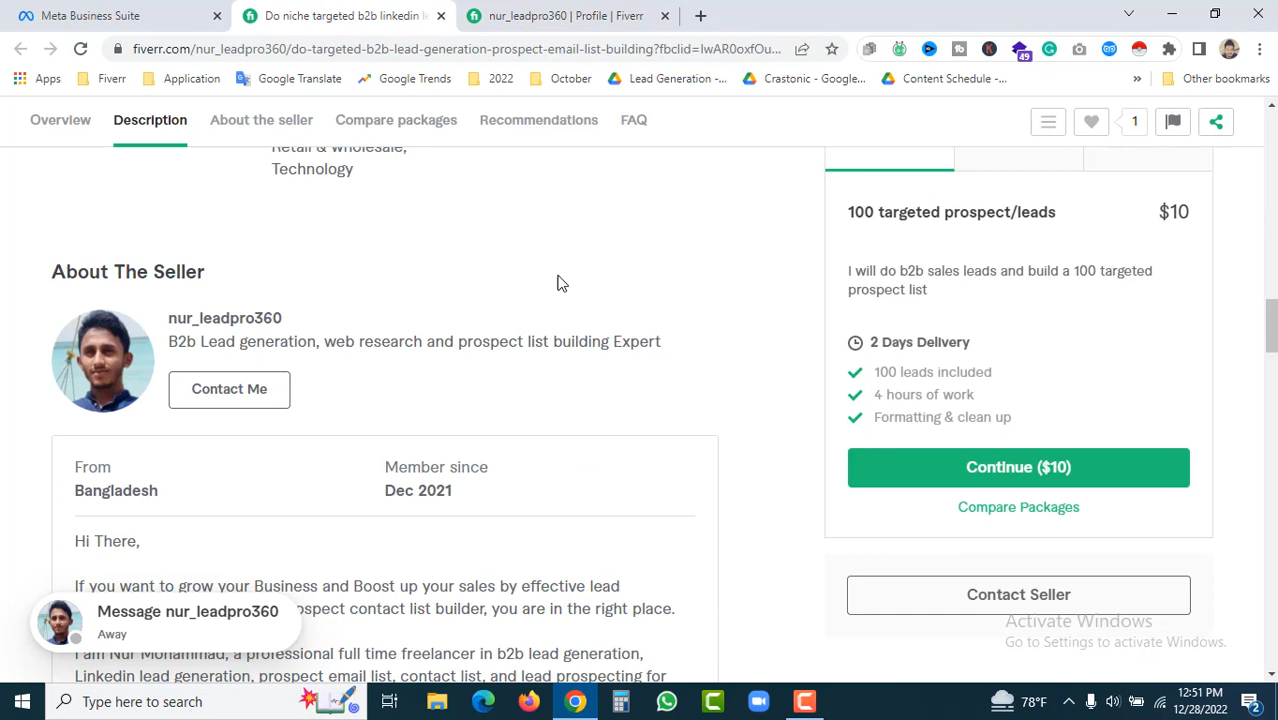 Meta Business Suite
Do niche targeted b2b linkedin le
nur_leadpro360 | Profile | Fiverr
fiverr.com/nur_leadpro360/do-targeted-b2b-lead-generation-prospect-email-list-building?fbclid=IwAR0oxfOu...
49
Apps
Fiverr
Application
Google Translate
Google Trends
2022
October
Lead Generation -...
Crastonic - Google...
Content Schedule -...
»
Other bookmarks
Overview
Description
About the seller
Compare packages
Recommendations
FAQ
1
Retail & Wholesale,
Technology
100 targeted prospect/leads
$10
I will do b2b sales leads and build a 100 targeted
prospect list
2 Days Delivery
100 leads included
4 hours of work
Formatting & clean up
Continue ($10)
Compare Packages
Contact Seller
About The Seller
nur_leadpro360
B2b Lead generation, web research and prospect list building Expert
Contact Me
From
Bangladesh
Member since
Dec 2021
Hi There,
If you want to grow your Business and Boost up your sales by effective lead
ospect contact list builder, you are in the right place.
I am Nur Mohammad, a professional full time freelancer in b2b lead generation,
Linkedin lead generation, prospect email list, contact list, and lead prospecting for
Message nur_leadpro360
Away
Activate Windows
Go to Settings to activate Windows.
Type here to search
78°F
12:51 PM
12/28/2022
2